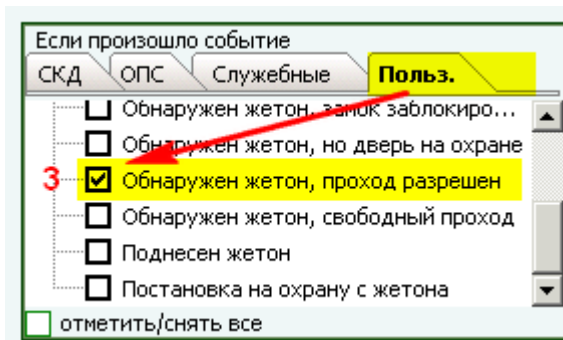 Если произошло событие
СКД ОПС Служебные Польз.
Обнаружен жетон, замок заблокиро...
Обнаружен жетон, но дверь на охране
3 Обнаружен жетон, проход разрешен
Обнаружен жетон, свободный проход
Поднесен жетон
Постановка на охрану с жетона
отметить/снять все